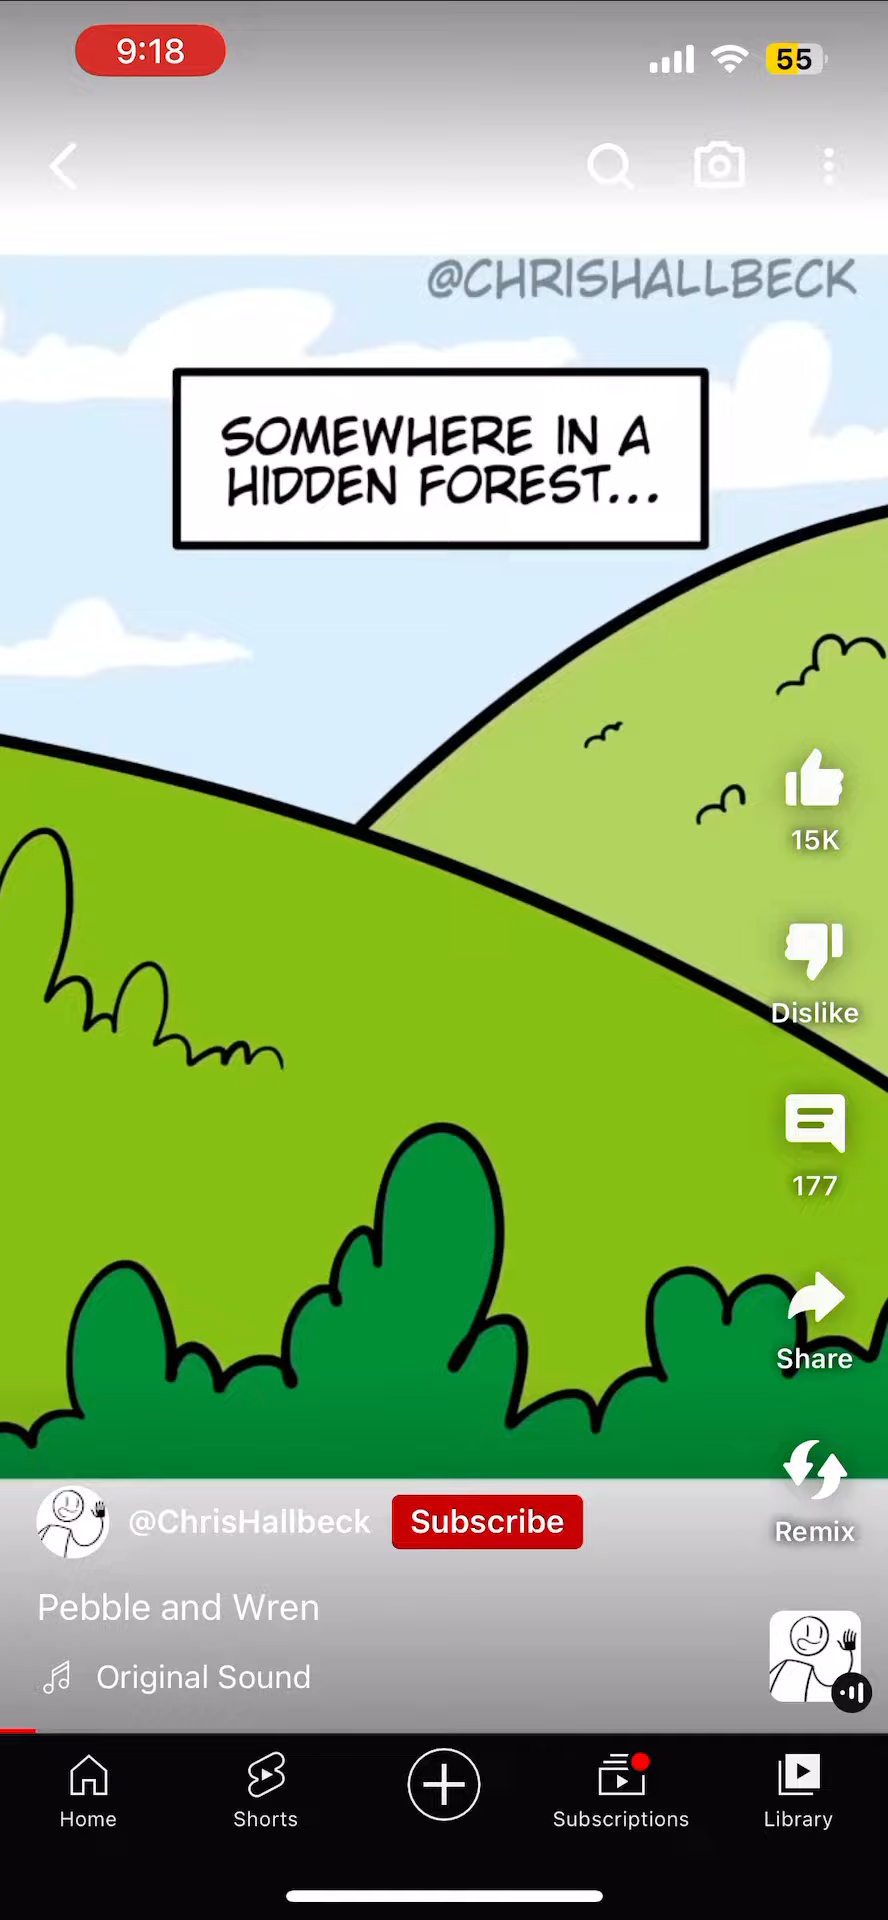 9:18
55
@CHRISHALLBECK
SOMEWHERE IN A
HIDDEN FOREST...
15K
Dislike
177
Share
Remix
@ChrisHallbeck Subscribe
Pebble and Wren
Original Sound
Home Shorts Subscriptions Library